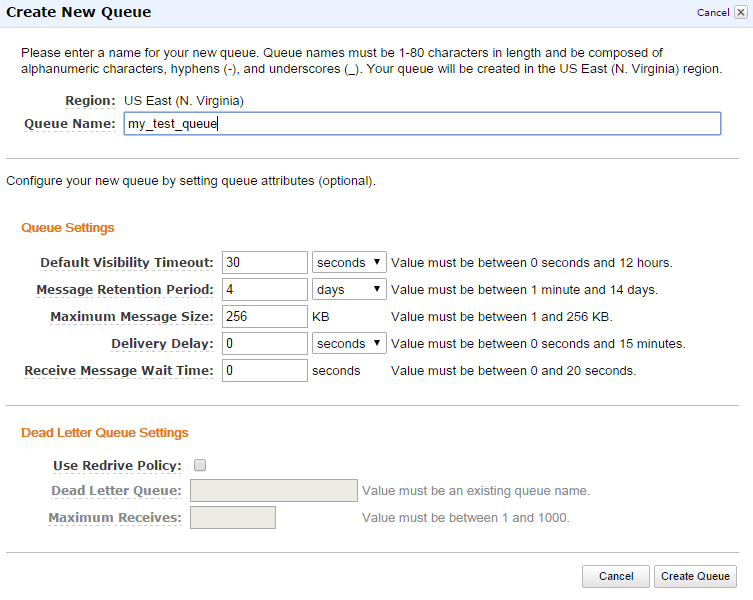 Create New Queue
Cancel
Please enter a name for your new queue. Queue names must be 1-80 characters in length and be composed of
alphanumeric characters, hyphens (-), and underscores (_). Your queue will be created in the US East (N. Virginia) region.
Region: US East (N. Virginia)
Queue Name: my_test_queue
Configure your new queue by setting queue attributes (optional).
Queue Settings
Default Visibility Timeout: 30 seconds Value must be between 0 seconds and 12 hours.
Message Retention Period: 4 days Value must be between 1 minute and 14 days.
Maximum Message Size: 256 KB Value must be between 1 and 256 KB.
Delivery Delay: 0 seconds Value must be between 0 seconds and 15 minutes.
Receive Message Wait Time: 0 seconds Value must be between 0 and 20 seconds.
Dead Letter Queue Settings
Use Redrive Policy:
Dead Letter Queue: Value must be an existing queue name.
Maximum Receives: Value must be between 1 and 1000.
Cancel Create Queue